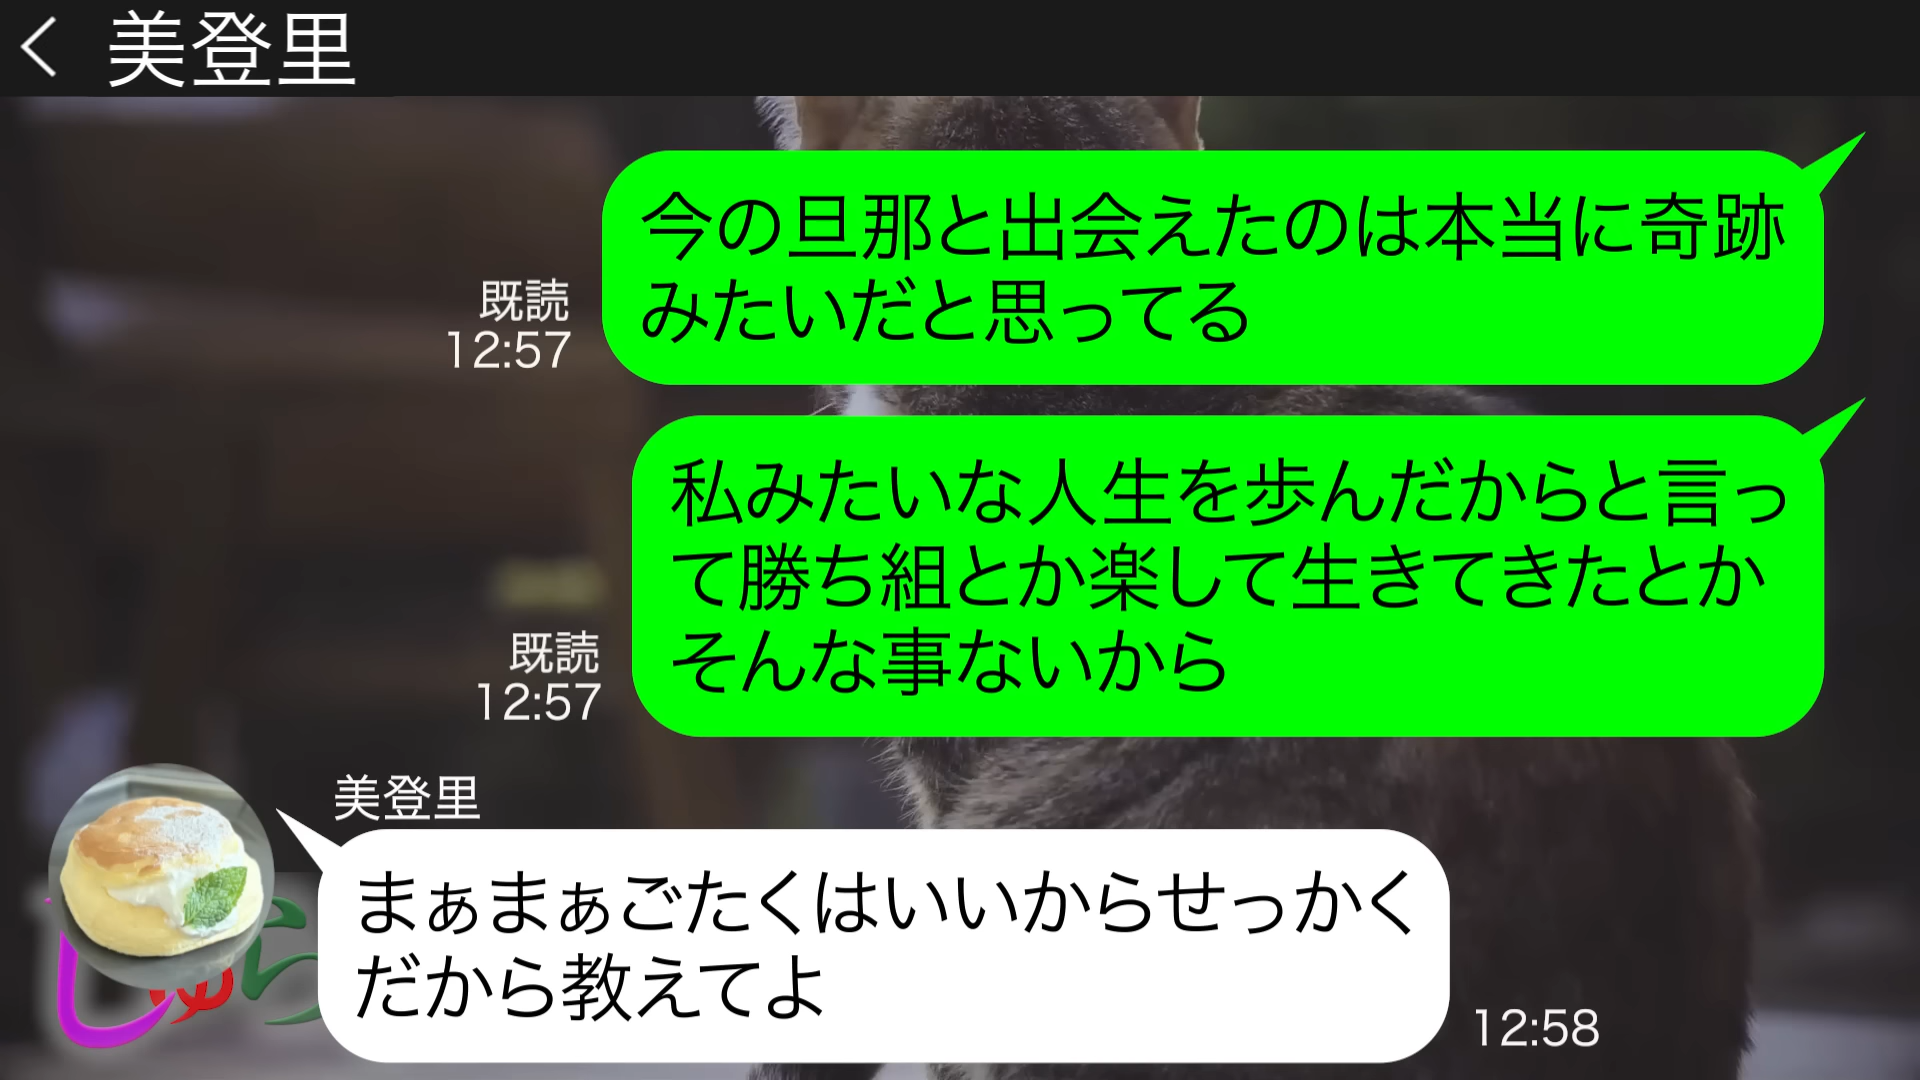 美登里
今の旦那と出会えたのは本当に奇跡
みたいだと思ってる
既読
12:57
私みたいな人生を歩んだからと言っ
て勝ち組とか楽して生きてきたとか
そんな事ないから
既読
12:57
美登里
まぁまぁごたくはいいからせっかく
だから教えてよ
12:58
しゅら